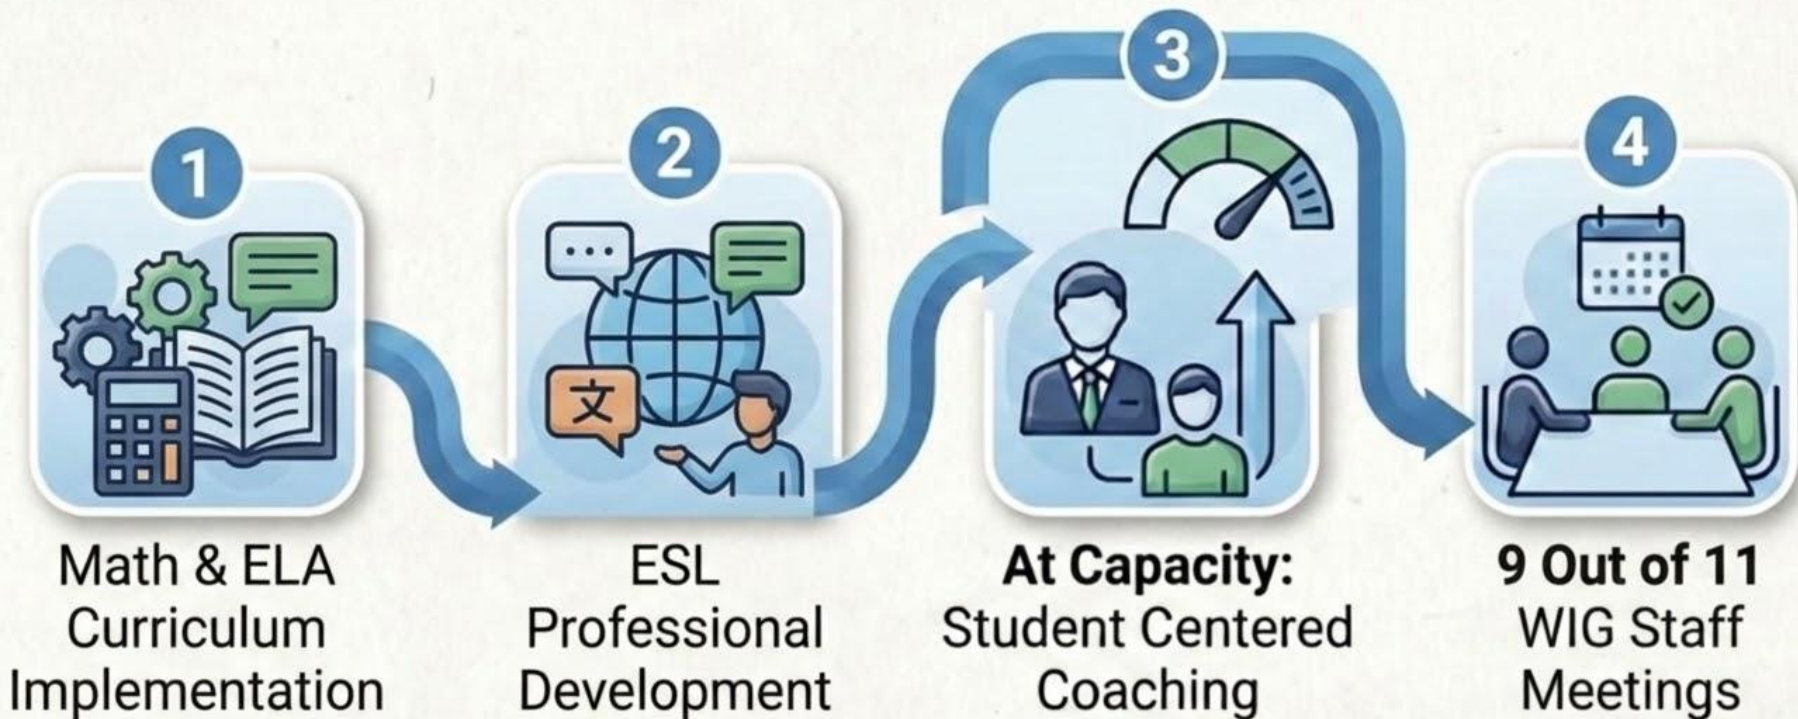 1
Math & ELA
Curriculum
Implementation
2
文
ESL
Professional
Development
3
At Capacity:
Student Centered
Coaching
4
9 Out of 11
WIG Staff
Meetings